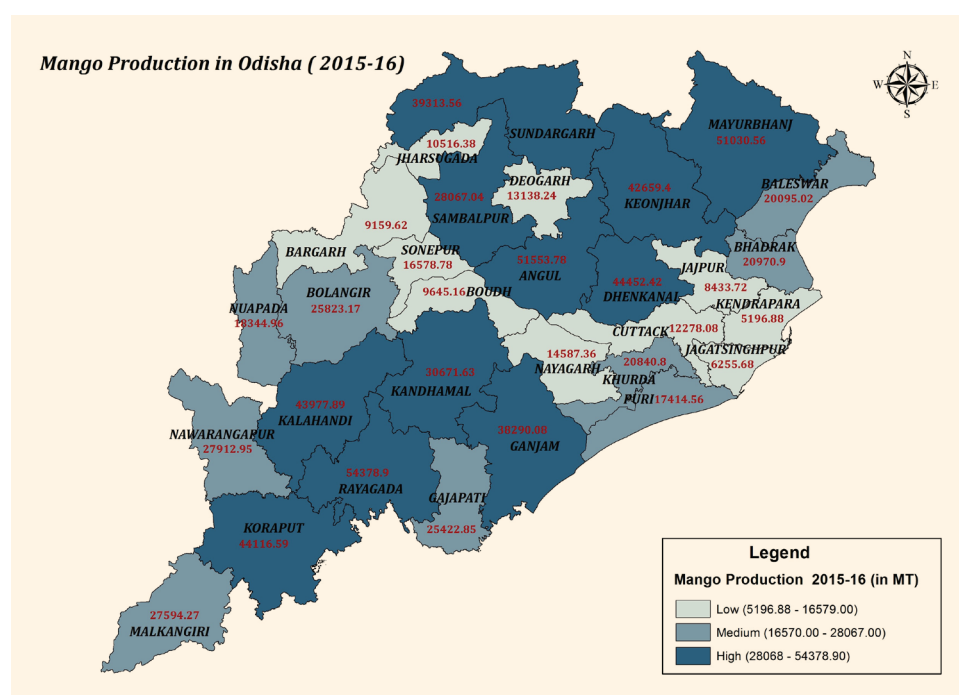 Mango Production in Odisha ( 2015-16)
N
W E
S
39313.56
SUNDARGARH
MAYURBHANJ
51030.56
10516.38
JHARSUGADA
DEOGARH
13138.24
28067.04
SAMBALPUR
42659.4
KEONJHAR
BALESWAR
20095.02
9159.62
BARGARH
SONEPUR
16578.78
51553.78
ANGUL
BHADRAK
20970.9
JAJPUR
8433.72
44452.42
DHENKANAL
BOLANGIR
25823.17
9645.16 BOUDH
NUAPADA
18344.96
KENDRAPARA
5196.88
CUTTACK 12278.08
JAGATSINGHPUR
6255.68
14587.36
NAYAGARH
20840.8
KHURDA
PURI 17414.56
30671.63
KANDHAMAL
43977.89
KALAHANDI
38290.08
GANJAM
NAWARANGAPUR
27912.95
54378.9
RAYAGADA
GAJAPATI
25422.85
KORAPUT
44116.59
27594.27
MALKANGIRI
Legend
Mango Production 2015-16 (in MT)
Low (5196.88 - 16579.00)
Medium (16570.00 - 28067.00)
High (28068 - 54378.90)